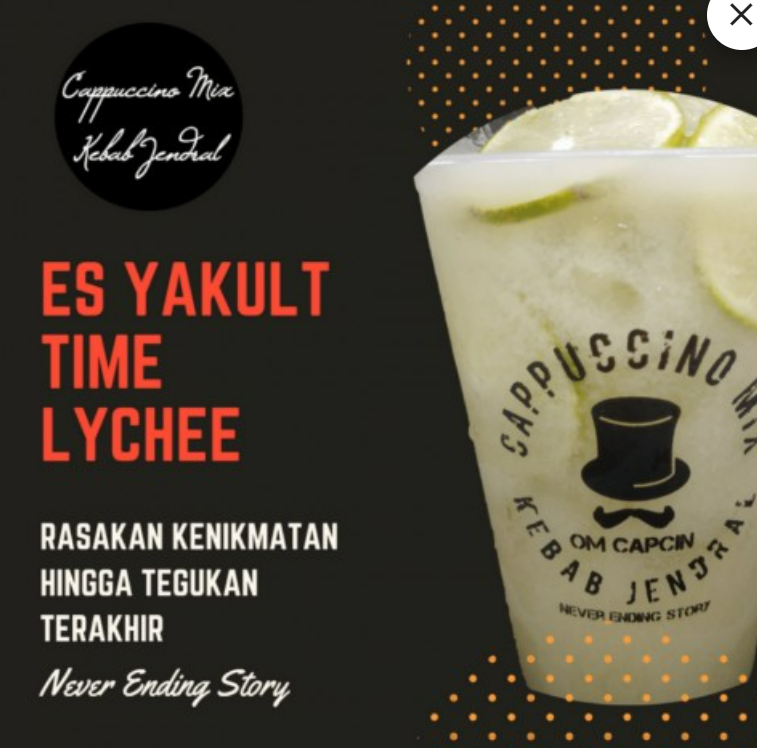 Cappuccino Mix
Kebab Jendral
ES YAKULT
TIME
LYCHEE
RASAKAN KENIKMATAN
HINGGA TEGUKAN
TERAKHIR
Never Ending Story
CAPPUCCINO MIX
OM CAPCIN
KEBAB JENDRAL
NEVER ENDING STORY